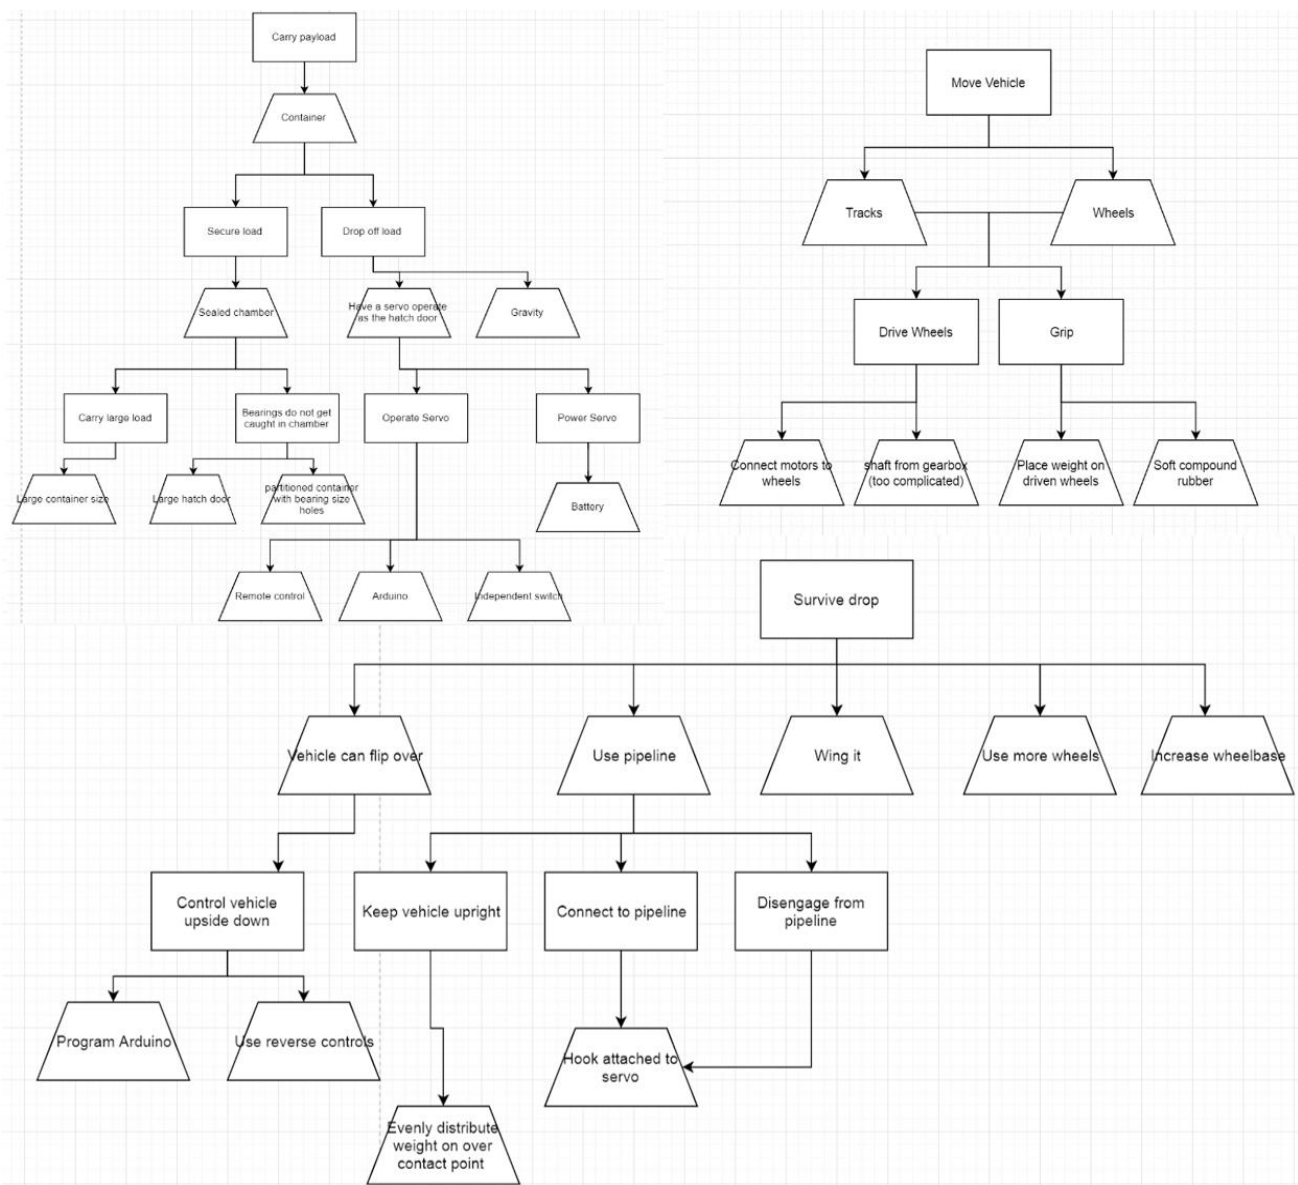 Carry payload
Container
Secure load
Drop off load
Sealed chamber
Have a servo operate
as the hatch door
Gravity
Carry large load
Bearings do not get
caught in chamber
Operate Servo
Power Servo
Large container size
Large hatch door
partitioned container
with bearing size
holes
Battery
Remote control
Arduino
Independent switch
Move Vehicle
Tracks
Wheels
Drive Wheels
Grip
Connect motors to
wheels
shaft from gearbox
(too complicated)
Place weight on
driven wheels
Soft compound
rubber
Survive drop
Vehicle can flip over
Use pipeline
Wing it
Use more wheels
Increase wheelbase
Control vehicle
upside down
Keep vehicle upright
Connect to pipeline
Disengage from
pipeline
Program Arduino
Use reverse controls
Hook attached to
servo
Evenly distribute
weight on over
contact point